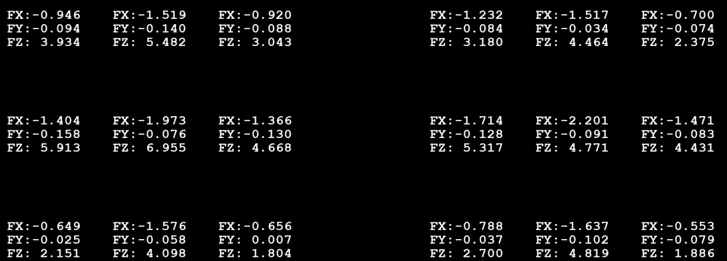 FX:-0.946 FX:-1.519 FX:-0.920 FX:-1.232 FX:-1.517 FX:-0.700
FY:-0.094 FY:-0.140 FY:-0.088 FY:-0.084 FY:-0.034 FY:-0.074
FZ: 3.934 FZ: 5.482 FZ: 3.043 FZ: 3.180 FZ: 4.464 FZ: 2.375
FX:-1.404 FX:-1.973 FX:-1.366 FX:-1.714 FX:-2.201 FX:-1.471
FY:-0.158 FY:-0.076 FY:-0.130 FY:-0.128 FY:-0.091 FY:-0.083
FZ: 5.913 FZ: 6.955 FZ: 4.668 FZ: 5.317 FZ: 4.771 FZ: 4.431
FX:-0.649 FX:-1.576 FX:-0.656 FX:-0.788 FX:-1.637 FX:-0.553
FY:-0.025 FY:-0.058 FY: 0.007 FY:-0.037 FY:-0.102 FY:-0.079
FZ: 2.151 FZ: 4.098 FZ: 1.804 FZ: 2.700 FZ: 4.819 FZ: 1.886